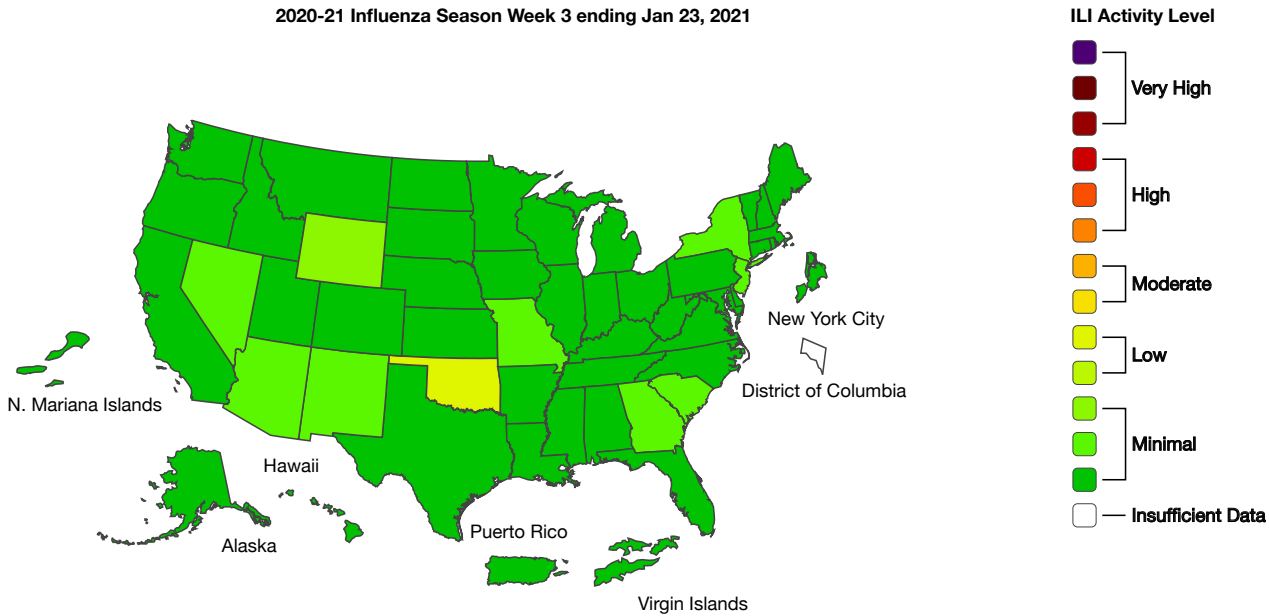 2020-21 Influenza Season Week 3 ending Jan 23, 2021
ILI Activity Level
Very High
High
Moderate
Low
Minimal
Insufficient Data
New York City
District of Columbia
N. Mariana Islands
Hawaii
Alaska
Puerto Rico
Virgin Islands